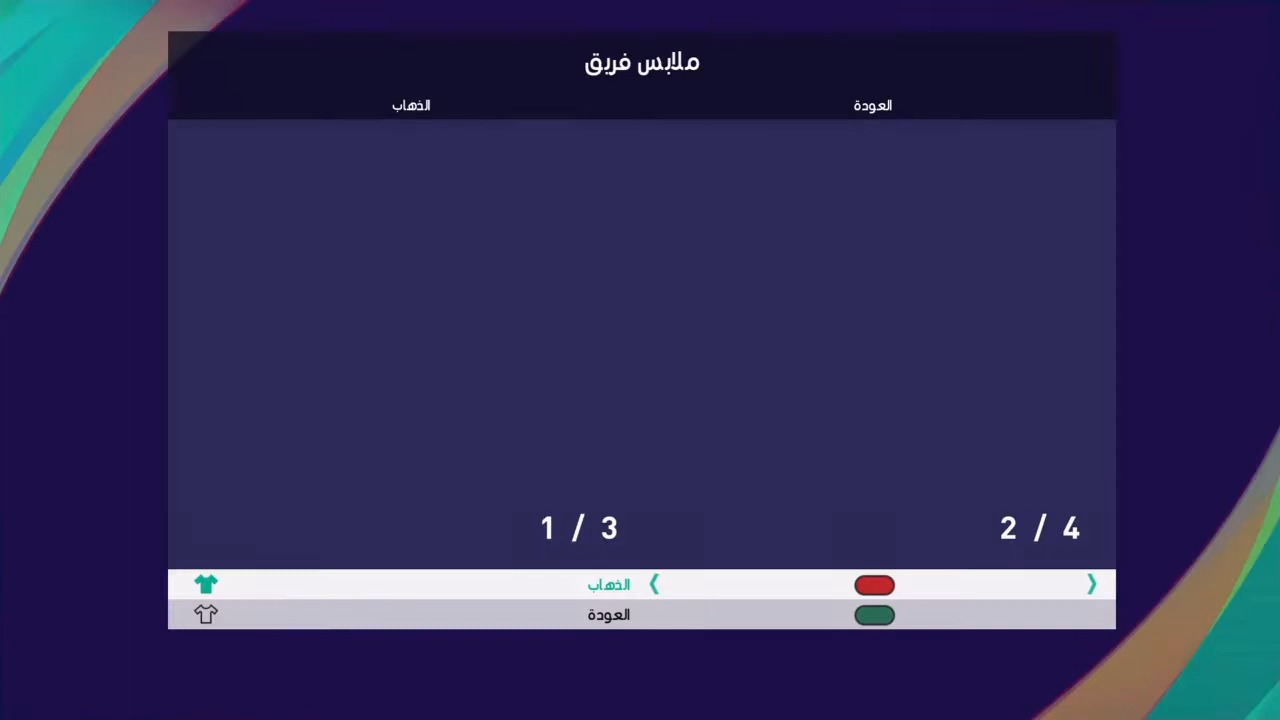 ملابس فريق
العودة
الذهاب
1 / 3
2 / 4
الذهاب
العودة